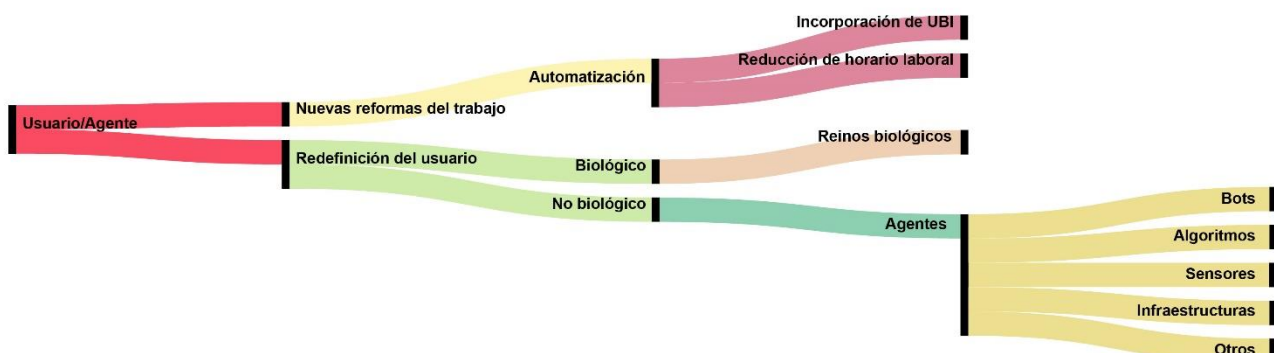 Incorporación de UBI
Reducción de horario laboral
Automatización
Nuevas reformas del trabajo
Usuario/Agente
Redefinición del usuario
Reinos biológicos
Biológico
No biológico
Agentes
Bots
Algoritmos
Sensores
Infraestructuras
Otros